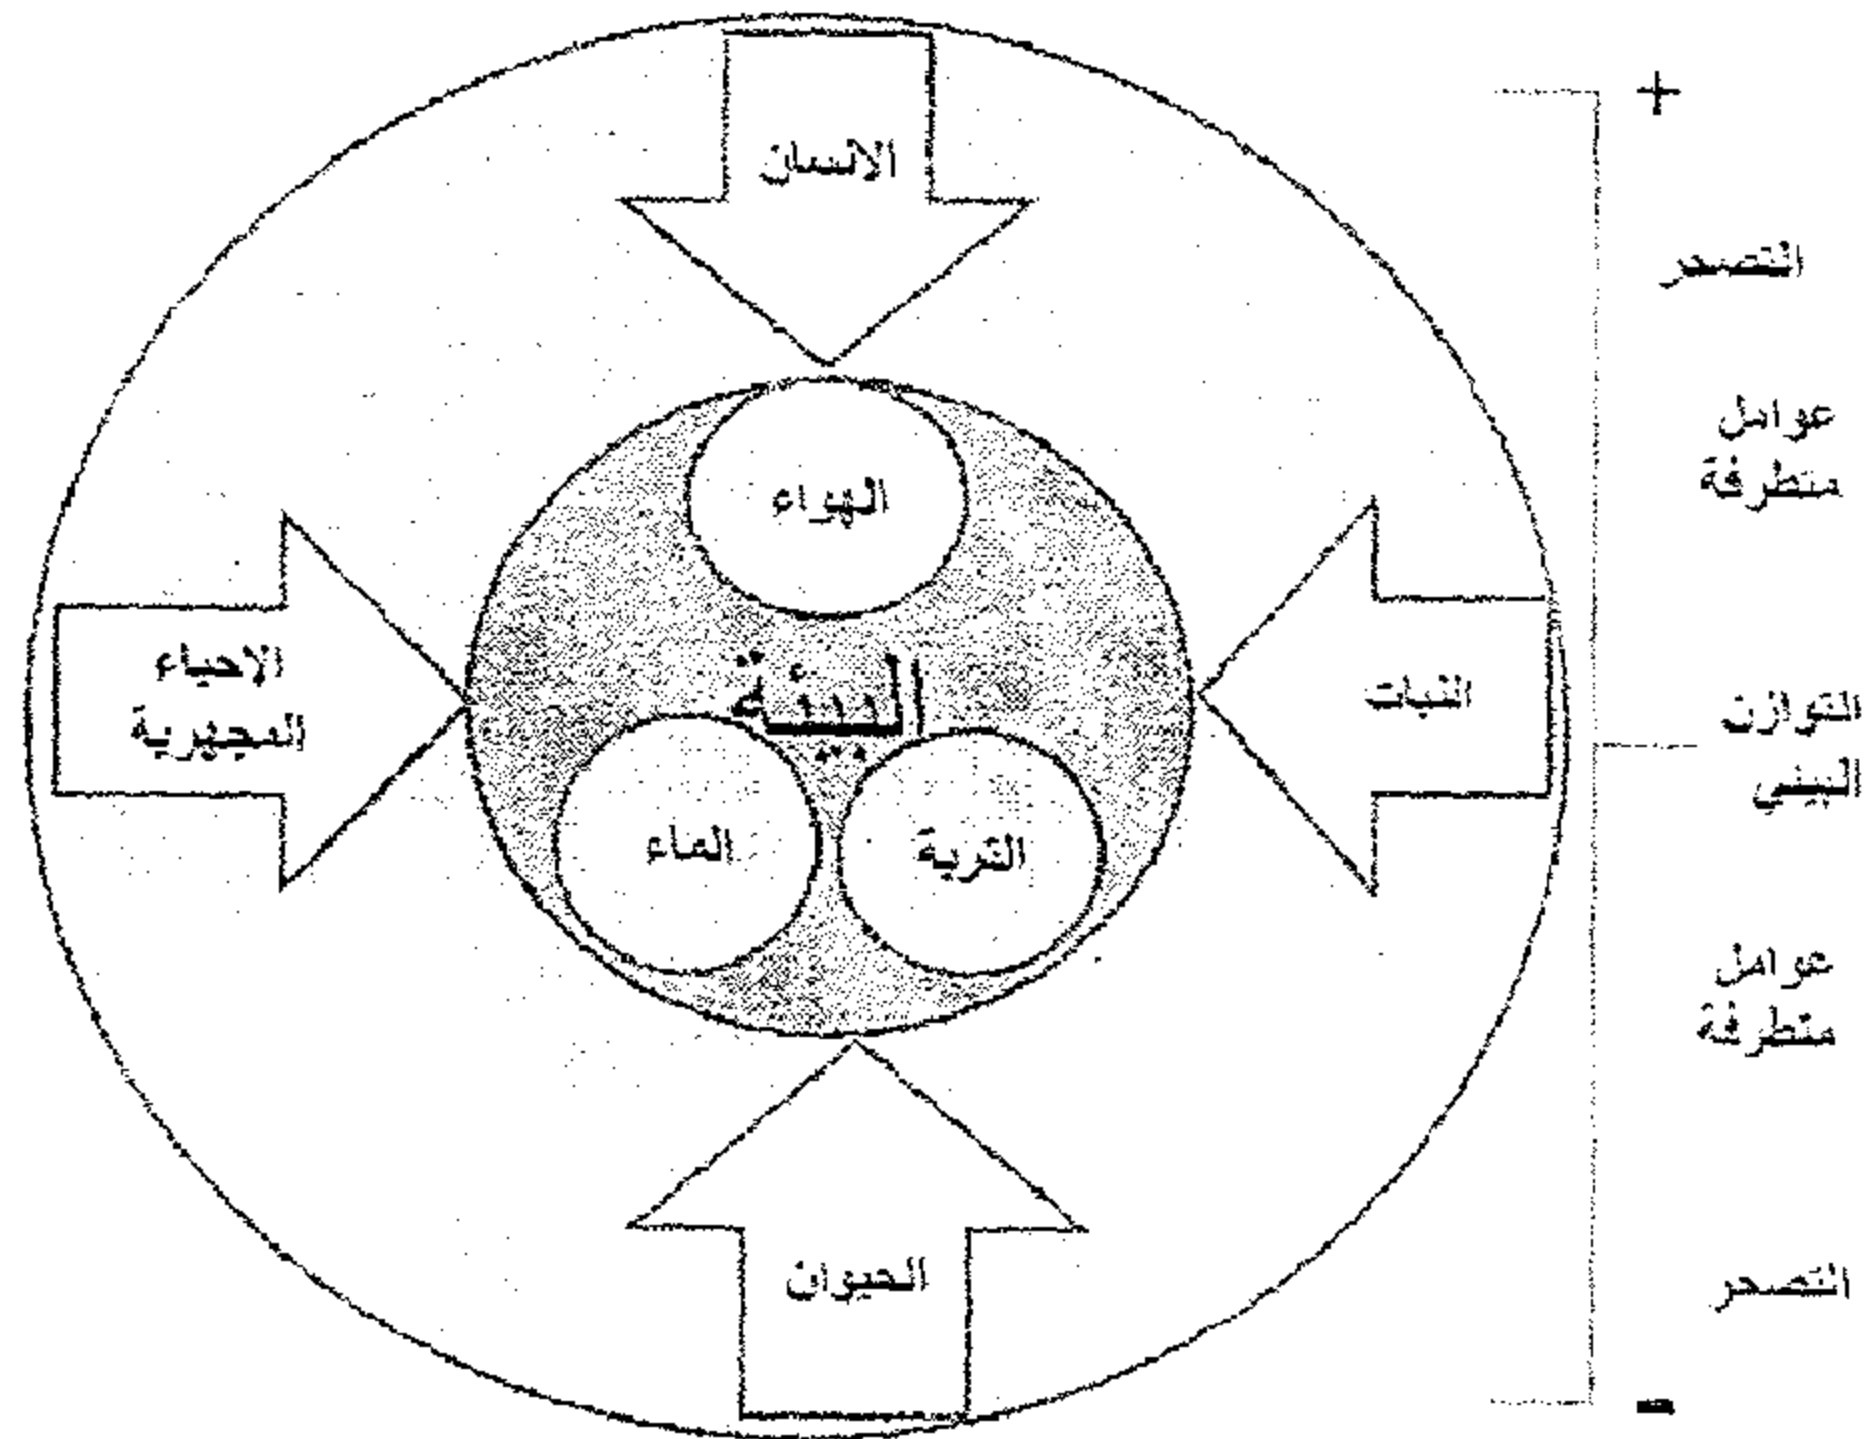 الانسان
الهواء
البيئة
الماء
التربة
النبات
الاحياء
المجهرية
الحيوان
+
التصحر
عوامل
متطرفة
التوازن
البيئي
عوامل
متطرفة
التصحر
-